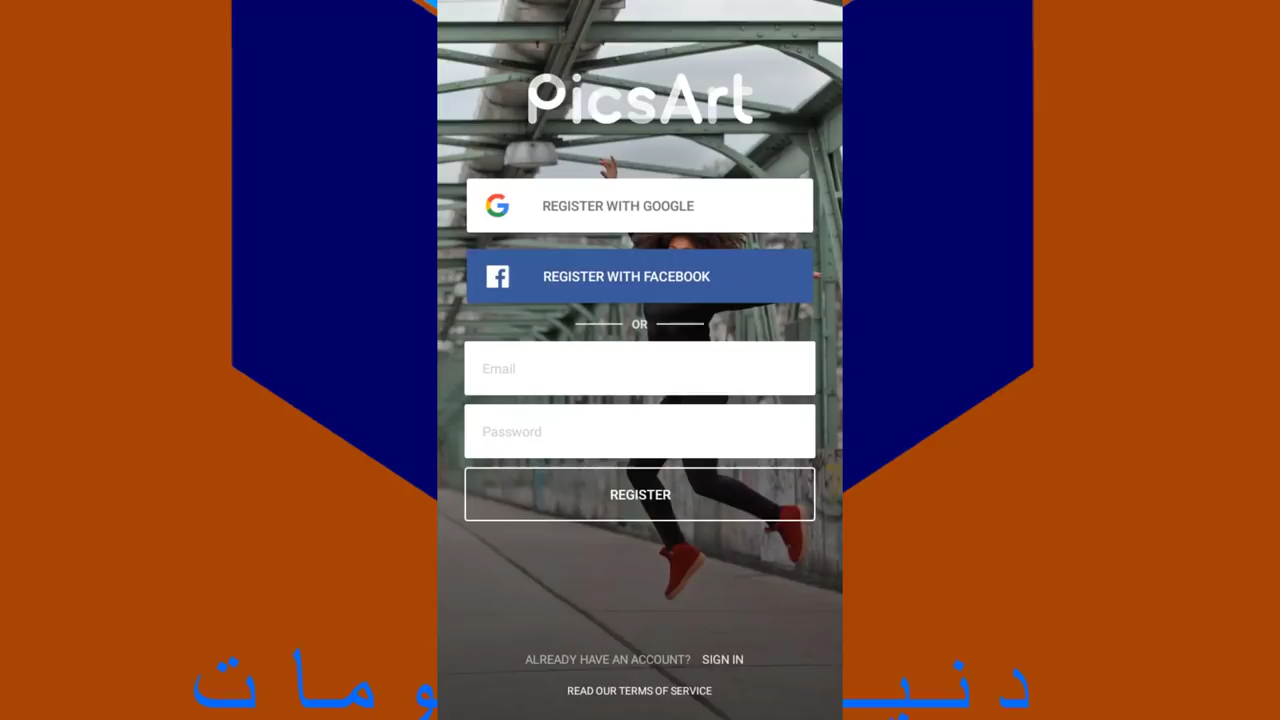 PicsArt
REGISTER WITH GOOGLE
REGISTER WITH FACEBOOK
OR
Email
Password
REGISTER
ALREADY HAVE AN ACCOUNT? SIGN IN
READ OUR TERMS OF SERVICE